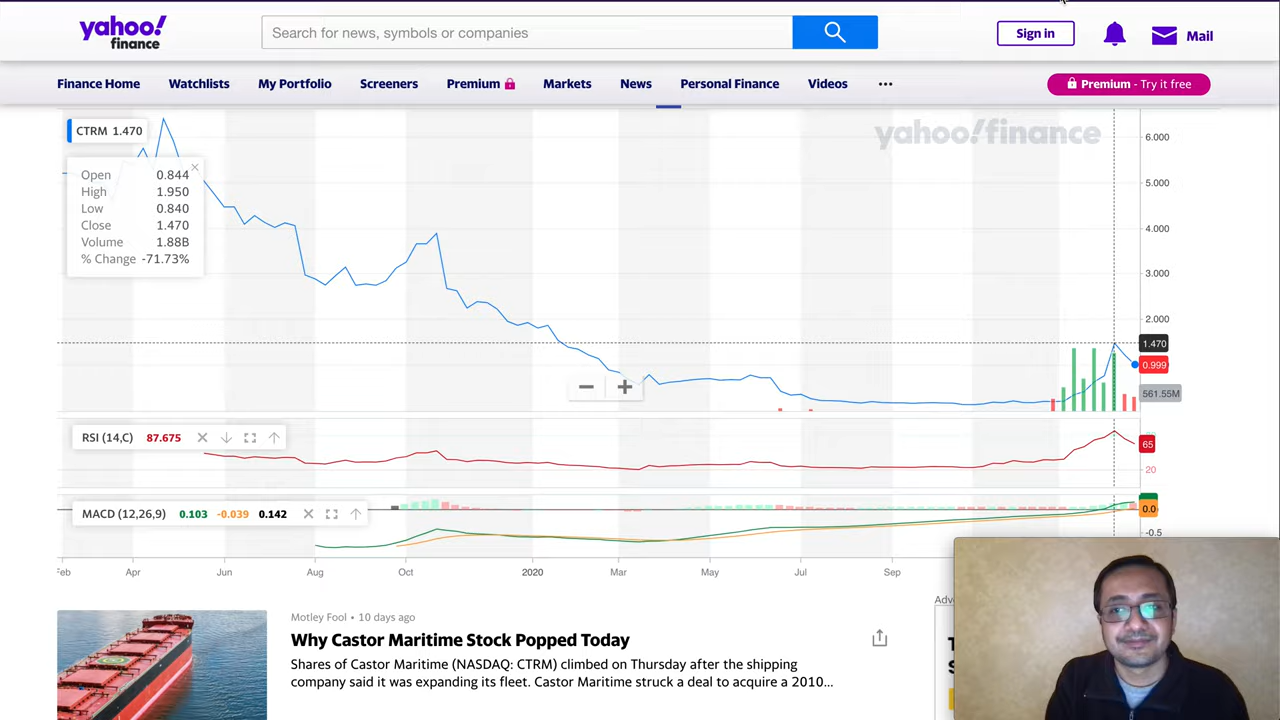 yahoo!
finance
Search for news, symbols or companies
Sign in
Mail
Finance Home Watchlists My Portfolio Screeners Premium Markets News Personal Finance Videos ... Premium - Try it free
CTRM 1.470
yahoo!finance
Open 0.844
High 1.950
Low 0.840
Close 1.470
Volume 1.88B
% Change -71.73%
6.000
5.000
4.000
3.000
2.000
1.470
0.999
561.55M
RSI (14,C) 87.675
65
20
MACD (12,26,9) 0.103 -0.039 0.142
0.0
-0.5
Feb Apr Jun Aug Oct 2020 Mar May Jul Sep
Motley Fool • 10 days ago
Why Castor Maritime Stock Popped Today
Shares of Castor Maritime (NASDAQ: CTRM) climbed on Thursday after the shipping
company said it was expanding its fleet. Castor Maritime struck a deal to acquire a 2010...